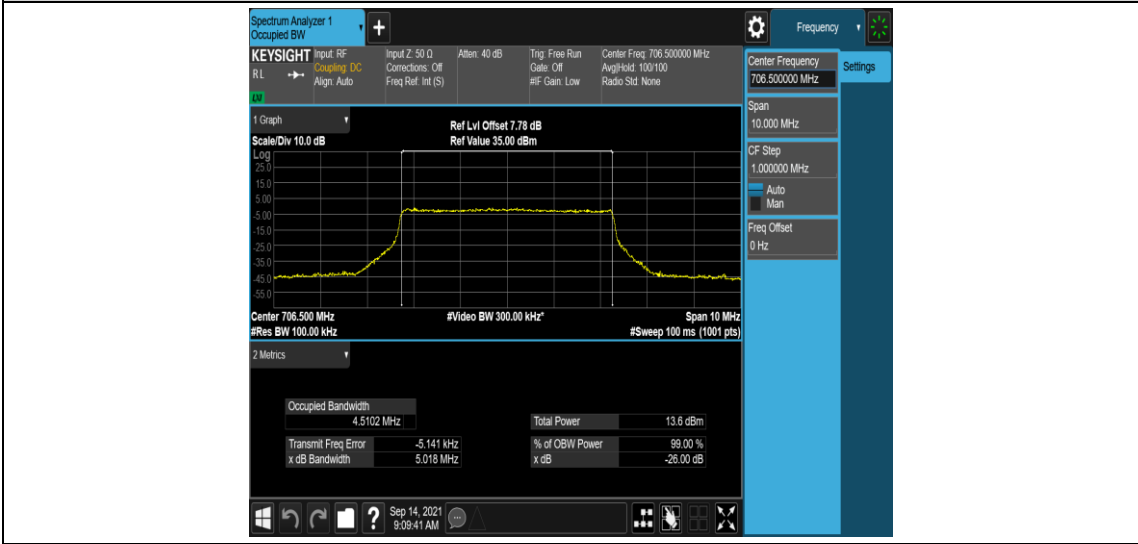 Spectrum Analyzer 1
Occupied BW
+
Frequency
KEYSIGHT
RL
LXI
Input: RF
Coupling: DC
Align: Auto
Input Z: 50 Ω
Corrections: Off
Freq Ref: Int (S)
Atten: 40 dB
Trig: Free Run
Gate: Off
#IF Gain: Low
Center Freq: 706.500000 MHz
Avg|Hold: 100/100
Radio Std: None
Center Frequency
706.500000 MHz
Settings
Span
10.000 MHz
CF Step
1.000000 MHz
Auto
Man
Freq Offset
0 Hz
1 Graph
Scale/Div 10.0 dB
Ref Lvl Offset 7.78 dB
Ref Value 35.00 dBm
Log
25.0
15.0
5.00
-5.00
-15.0
-25.0
-35.0
-45.0
-55.0
Center 706.500 MHz
#Video BW 300.00 kHz*
Span 10 MHz
#Res BW 100.00 kHz
#Sweep 100 ms (1001 pts)
2 Metrics
Occupied Bandwidth
4.5102 MHz
Total Power 13.6 dBm
Transmit Freq Error -5.141 kHz
% of OBW Power 99.00 %
x dB Bandwidth 5.018 MHz
x dB -26.00 dB
?
Sep 14, 2021
9:09:41 AM